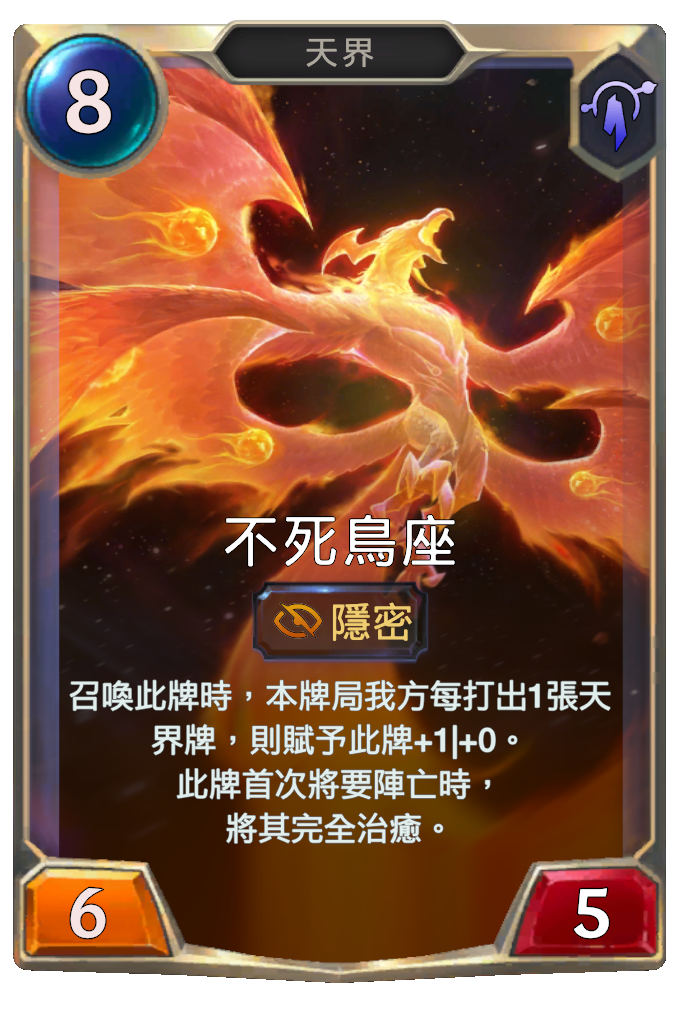 天界
8
不死鳥座
隱密
召喚此牌時，本牌局我方每打出1張天
界牌，則賦予此牌+1|+0。
此牌首次將要陣亡時，
將其完全治癒。
6
5